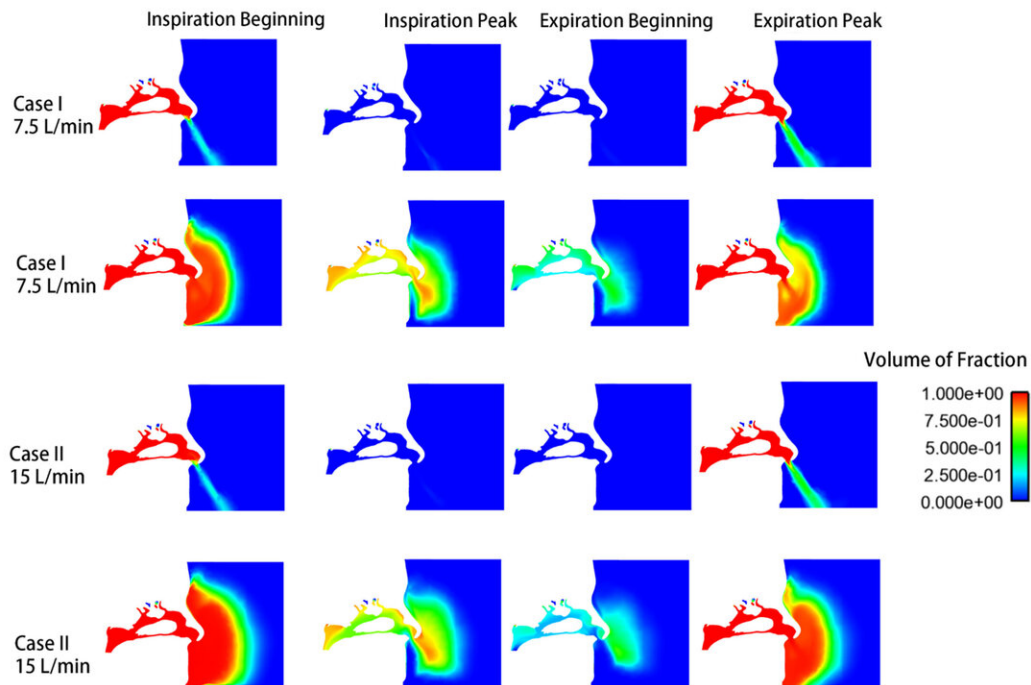 Inspiration Beginning
Inspiration Peak
Expiration Beginning
Expiration Peak
Case I
7.5 L/min
Case I
7.5 L/min
Volume of Fraction
1.000e+00
7.500e-01
5.000e-01
2.500e-01
0.000e+00
Case II
15 L/min
Case II
15 L/min